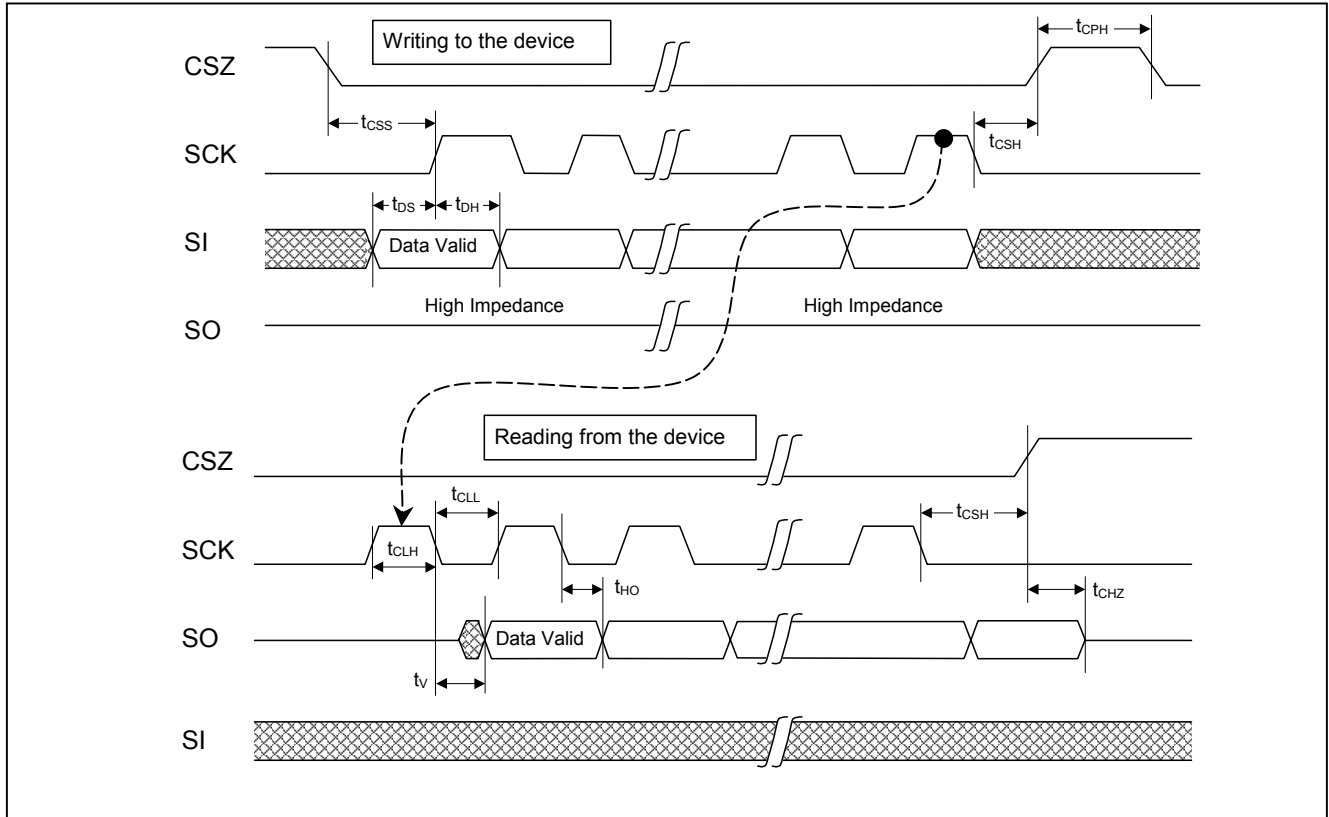 Writing to the device
tCPH
CSZ
tCSS
tCSH
SCK
tDS
tDH
SI
Data Valid
High Impedance
High Impedance
SO
Reading from the device
CSZ
tCLL
tCSH
SCK
tCLH
tHO
tCHZ
SO
Data Valid
tV
SI